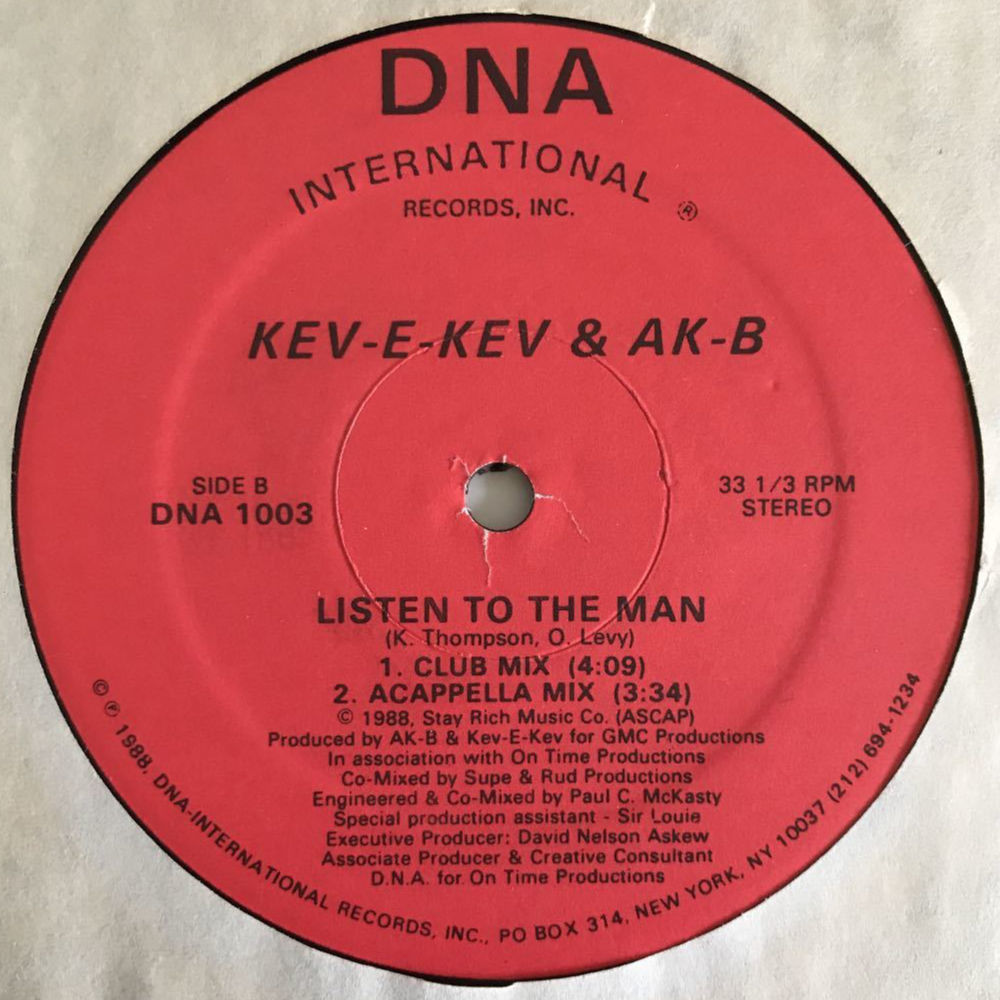 DNA
INTERNATIONAL ®
RECORDS, INC.
KEV-E-KEV & AK-B
SIDE B
DNA 1003
33 1/3 RPM
STEREO
LISTEN TO THE MAN
(K. Thompson, O. Levy)
1. CLUB MIX (4:09)
2. ACAPPELLA MIX (3:34)
© 1988, Stay Rich Music Co. (ASCAP)
Produced by AK-B & Kev-E-Kev for GMC Productions
In association with On Time Productions
Co-Mixed by Supe & Rud Productions
Engineered & Co-Mixed by Paul C. McKasty
Special production assistant - Sir Louie
Executive Producer: David Nelson Askew
Associate Producer & Creative Consultant
D.N.A. for On Time Productions
© ℗ 1988, DNA-INTERNATIONAL RECORDS, INC., PO BOX 314, NEW YORK, NY 10037 (212) 694-1234